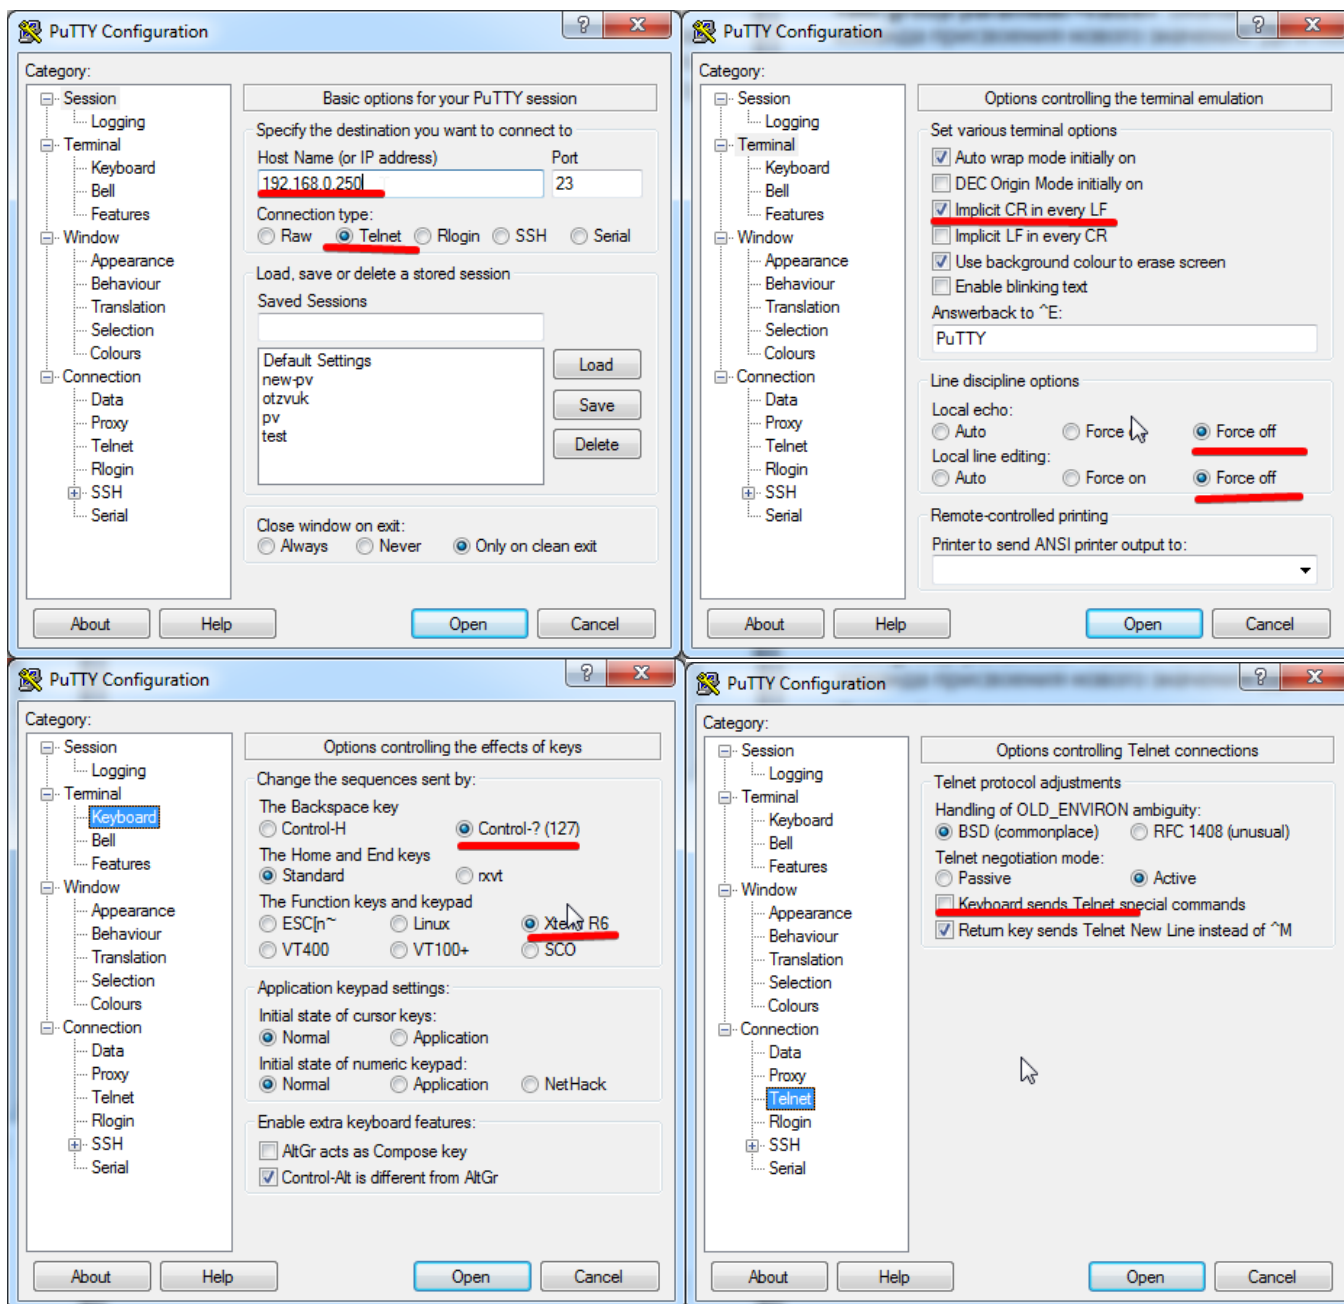 PuTTY Configuration
Category:
Session
Logging
Terminal
Keyboard
Bell
Features
Window
Appearance
Behaviour
Translation
Selection
Colours
Connection
Data
Proxy
Telnet
Rlogin
SSH
Serial
Basic options for your PuTTY session
Specify the destination you want to connect to
Host Name (or IP address) Port
192.168.0.250 23
Connection type:
Raw Telnet Rlogin SSH Serial
Load, save or delete a stored session
Saved Sessions
Default Settings
new-pv
otzvuk
pv
test
Load
Save
Delete
Close window on exit:
Always Never Only on clean exit
About Help Open Cancel
PuTTY Configuration
Category:
Session
Logging
Terminal
Keyboard
Bell
Features
Window
Appearance
Behaviour
Translation
Selection
Colours
Connection
Data
Proxy
Telnet
Rlogin
SSH
Serial
Options controlling the terminal emulation
Set various terminal options
Auto wrap mode initially on
DEC Origin Mode initially on
Implicit CR in every LF
Implicit LF in every CR
Use background colour to erase screen
Enable blinking text
Answerback to ^E:
PuTTY
Line discipline options
Local echo:
Auto Force Force off
Local line editing:
Auto Force on Force off
Remote-controlled printing
Printer to send ANSI printer output to:
About Help Open Cancel
PuTTY Configuration
Category:
Session
Logging
Terminal
Keyboard
Bell
Features
Window
Appearance
Behaviour
Translation
Selection
Colours
Connection
Data
Proxy
Telnet
Rlogin
SSH
Serial
Options controlling the effects of keys
Change the sequences sent by:
The Backspace key
Control-H Control-? (127)
The Home and End keys
Standard rxvt
The Function keys and keypad
ESC[n~ Linux Xterm R6
VT400 VT100+ SCO
Application keypad settings:
Initial state of cursor keys:
Normal Application
Initial state of numeric keypad:
Normal Application NetHack
Enable extra keyboard features:
AltGr acts as Compose key
Control-Alt is different from AltGr
About Help Open Cancel
PuTTY Configuration
Category:
Session
Logging
Terminal
Keyboard
Bell
Features
Window
Appearance
Behaviour
Translation
Selection
Colours
Connection
Data
Proxy
Telnet
Rlogin
SSH
Serial
Options controlling Telnet connections
Telnet protocol adjustments
Handling of OLD_ENVIRON ambiguity:
BSD (commonplace) RFC 1408 (unusual)
Telnet negotiation mode:
Passive Active
Keyboard sends Telnet special commands
Return key sends Telnet New Line instead of ^M
About Help Open Cancel